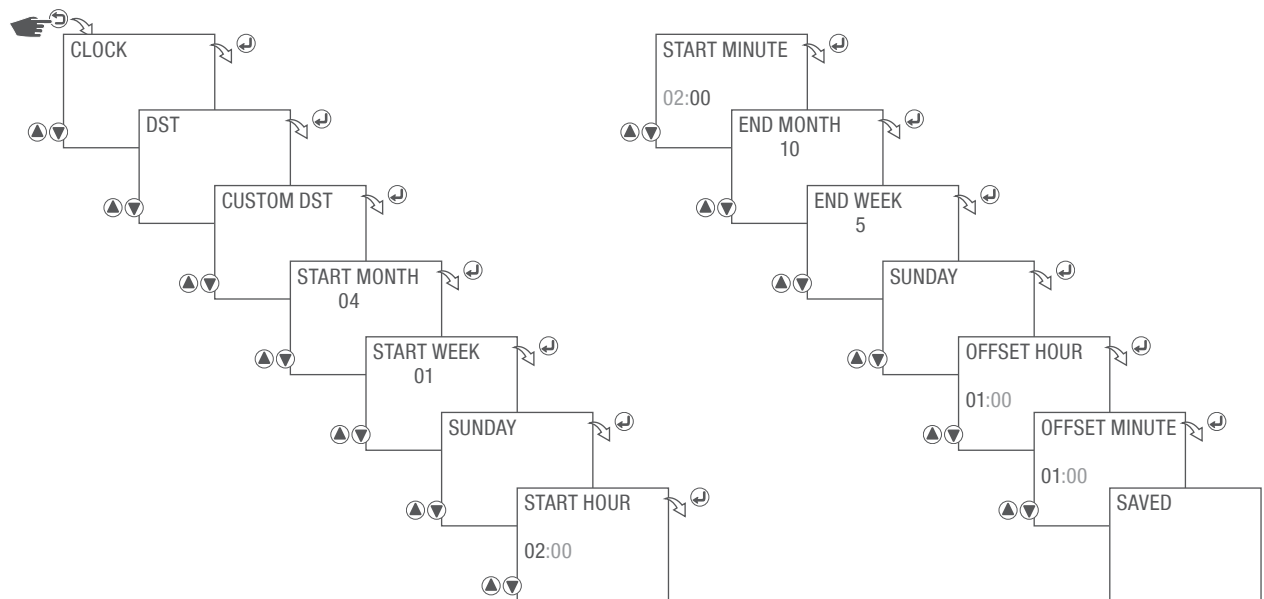 CLOCK
DST
CUSTOM DST
START MONTH
04
START WEEK
01
SUNDAY
START HOUR
02:00
START MINUTE
02:00
END MONTH
10
END WEEK
5
SUNDAY
OFFSET HOUR
01:00
OFFSET MINUTE
01:00
SAVED